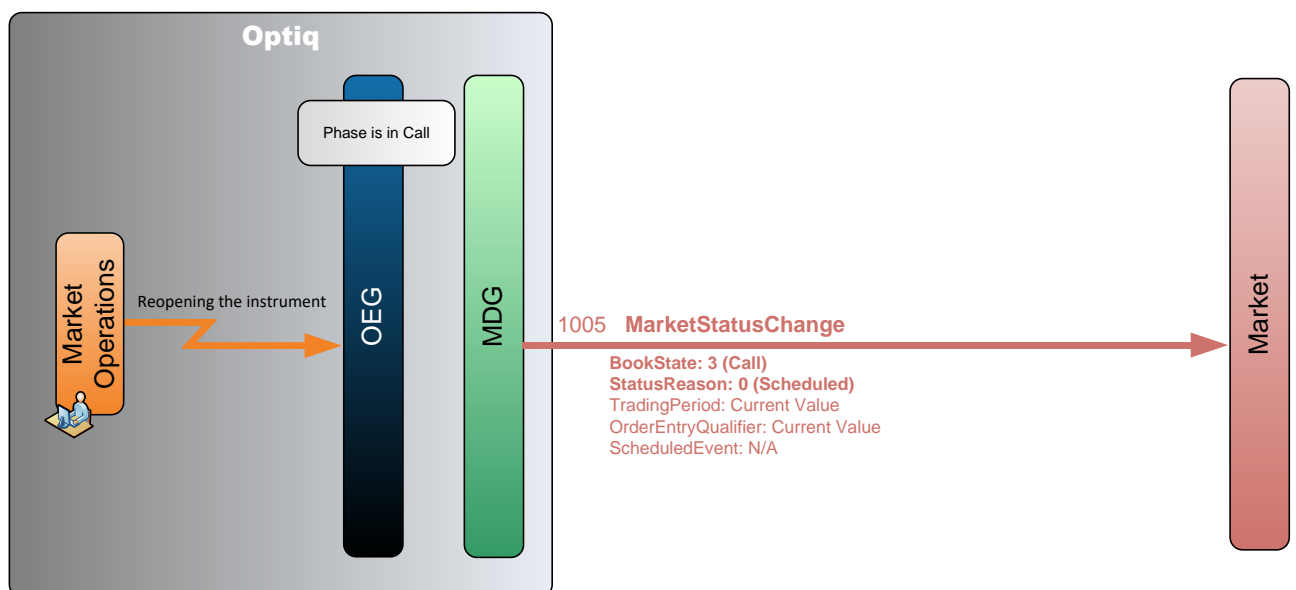 Optiq
Phase is in Call
Market
Operations
Reopening the instrument
OEG
MDG
1005 MarketStatusChange
BookState: 3 (Call)
StatusReason: 0 (Scheduled)
TradingPeriod: Current Value
OrderEntryQualifier: Current Value
ScheduledEvent: N/A
Market